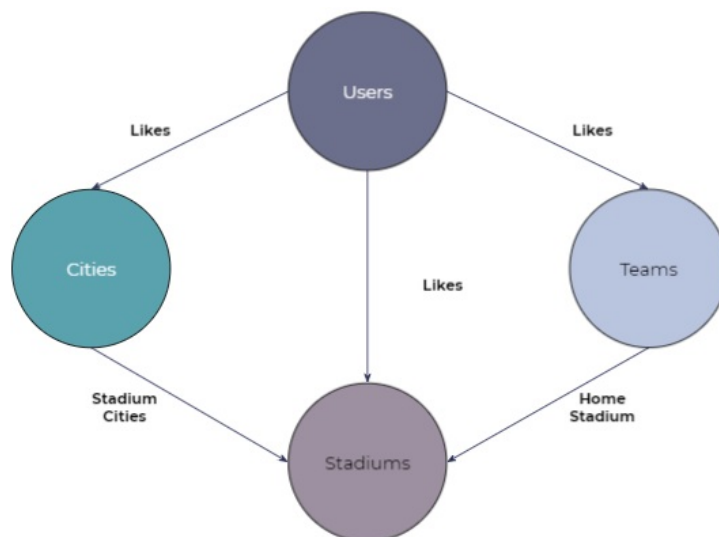 Users
Likes
Likes
Cities
Teams
Likes
Stadium
Cities
Home
Stadium
Stadiums